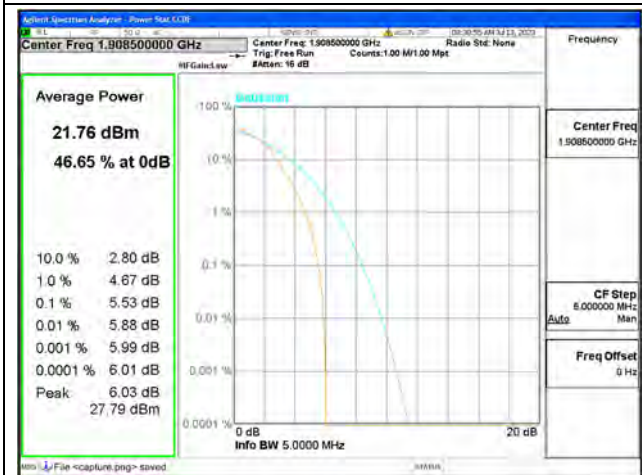 Agilent Spectrum Analyzer - Power Stat CCDF
Center Freq 1.908500000 GHz
Center Freq: 1.908500000 GHz
Radio Std: None
Trig: Free Run
Counts:1.00 M/1.00 Mpt
#IFGain:Low
#Atten: 16 dB
Frequency
Average Power
21.76 dBm
46.65 % at 0dB
10.0 % 2.80 dB
1.0 % 4.67 dB
0.1 % 5.53 dB
0.01 % 5.88 dB
0.001 % 5.99 dB
0.0001 % 6.01 dB
Peak 6.03 dB
27.79 dBm
Gaussian
100 %
10 %
1 %
0.1 %
0.01 %
0.001 %
0.0001 %
0 dB
20 dB
Info BW 5.0000 MHz
Center Freq
1.908500000 GHz
CF Step
6.000000 MHz
Auto Man
Freq Offset
0 Hz
MSG File <capture.png> saved
STATUS